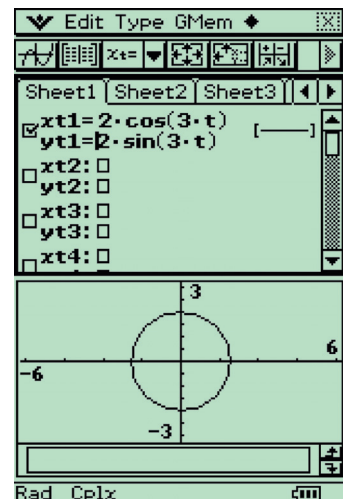 Edit Type GMem ◆
xt=
Sheet1 Sheet2 Sheet3
xt1=2·cos(3·t)
yt1=2·sin(3·t)
xt2:□
yt2:□
xt3:□
yt3:□
xt4:□
3
6
-6
-3
Rad Cplx